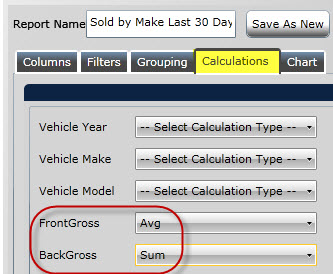 Report Name Sold by Make Last 30 Day Save As New
Columns Filters Grouping Calculations Chart
Vehicle Year -- Select Calculation Type --
Vehicle Make -- Select Calculation Type --
Vehicle Model -- Select Calculation Type --
FrontGross Avg
BackGross Sum